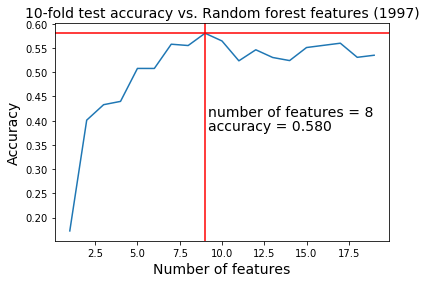 10-fold test accuracy vs. Random forest features (1997)
0.60
0.55
0.50
0.45
0.40
0.35
0.30
0.25
0.20
Accuracy
number of features = 8
accuracy = 0.580
2.5 5.0 7.5 10.0 12.5 15.0 17.5
Number of features